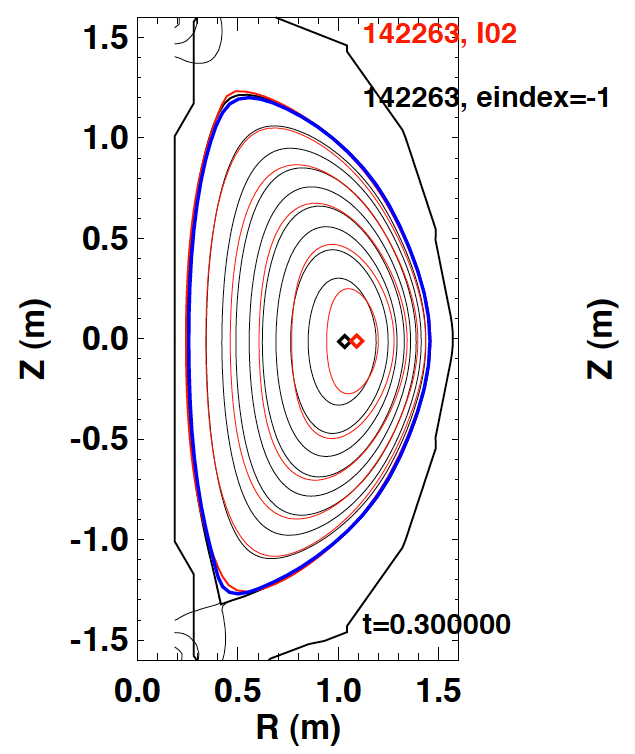 142263, I02
142263, eindex=-1
1.5
1.0
0.5
0.0
-0.5
-1.0
-1.5
Z (m)
Z (m)
t=0.300000
0.0 0.5 1.0 1.5
R (m)